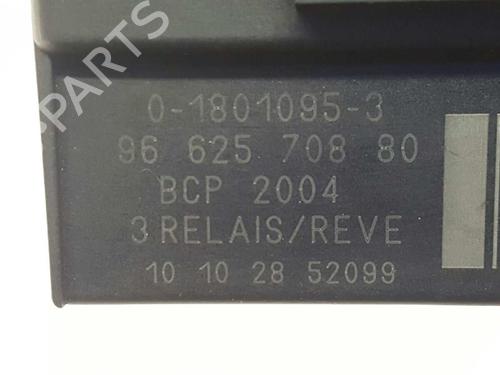 0-1801095-3
96 625 708 80
BCP 2004
3 RELAIS/REVE
10 10 28 52099
B-PARTS